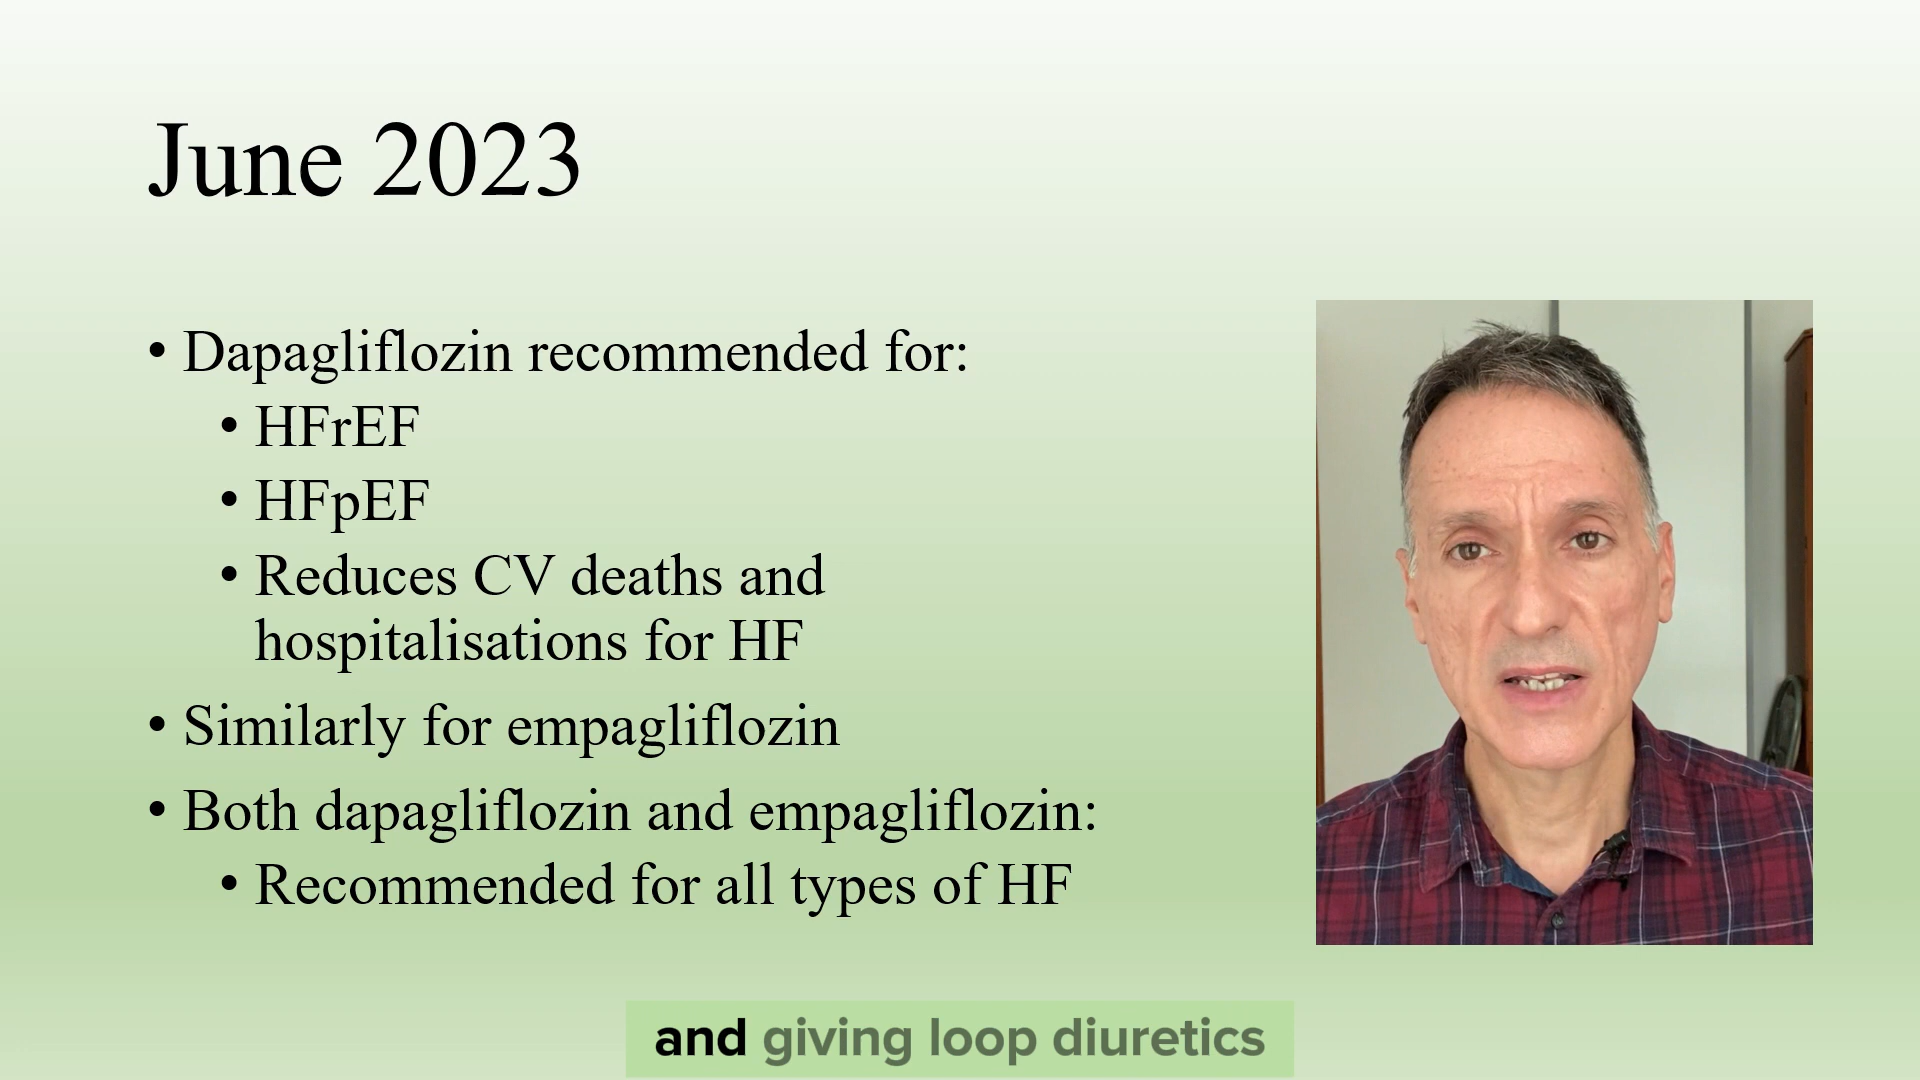 June 2023
• Dapagliflozin recommended for:
• HFrEF
• HFpEF
• Reduces CV deaths and
hospitalisations for HF
• Similarly for empagliflozin
• Both dapagliflozin and empagliflozin:
• Recommended for all types of HF
and giving loop diuretics